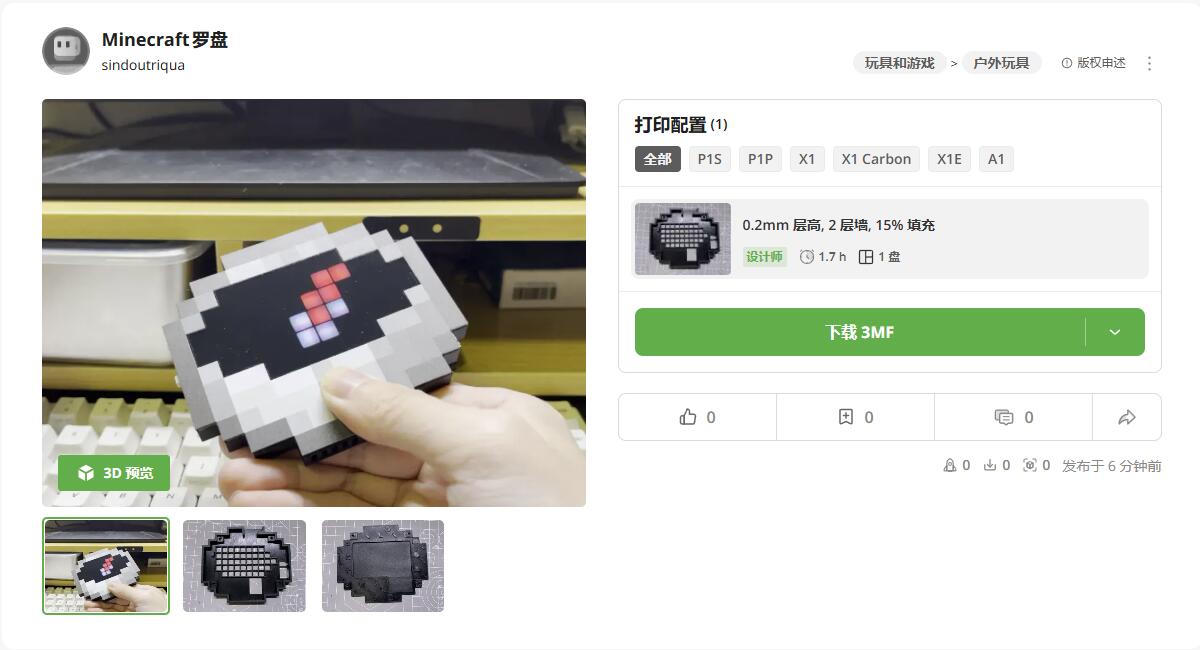 Minecraft罗盘
sindoutriqua
玩具和游戏 > 户外玩具 版权申述
打印配置 (1)
全部 P1S P1P X1 X1 Carbon X1E A1
0.2mm 层高, 2 层墙, 15% 填充
设计师 1.7 h 1 盘
下载 3MF
0 0 0
0 0 0 发布于 6 分钟前
3D 预览